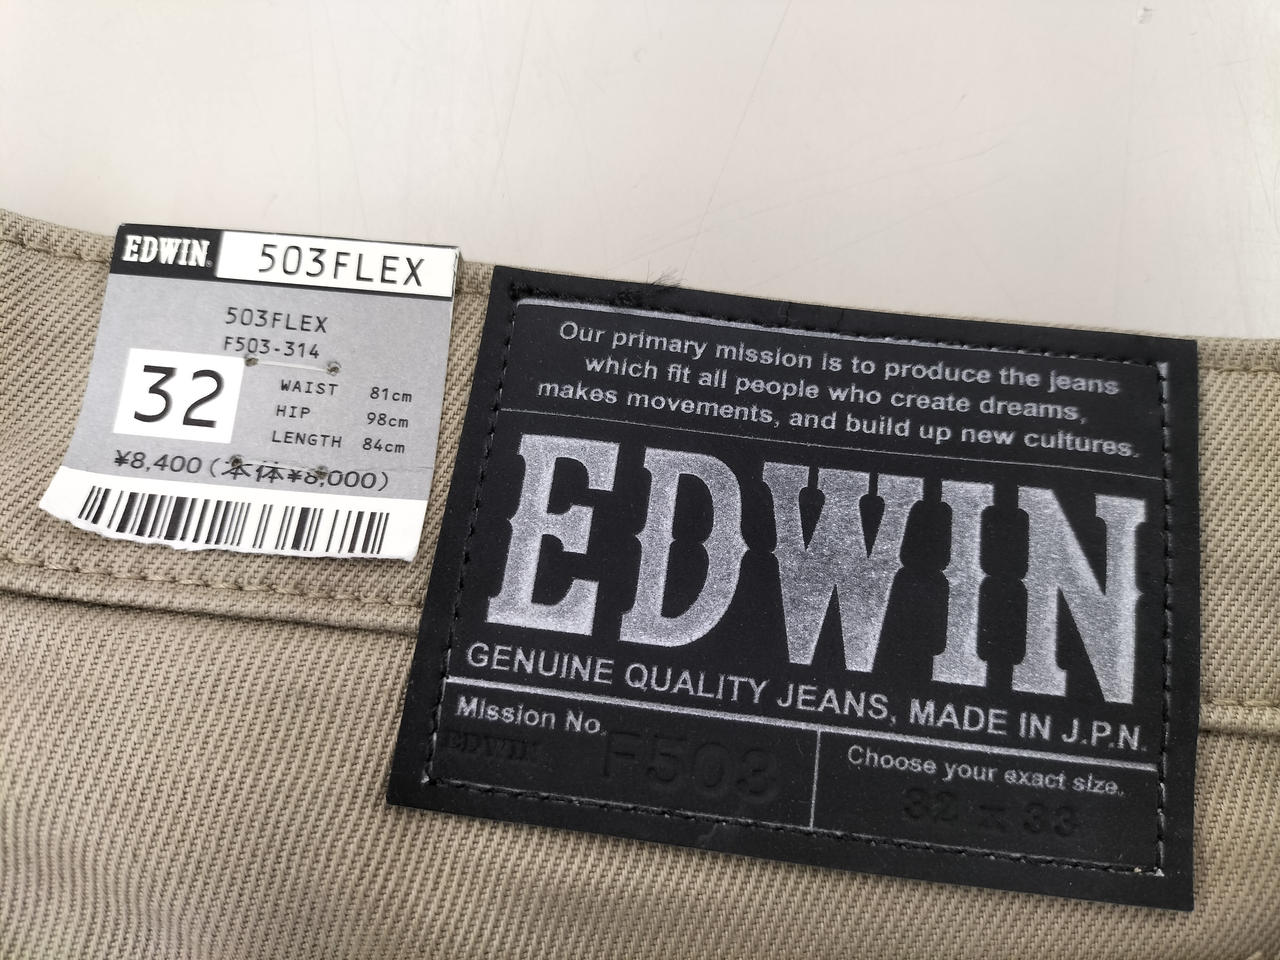 EDWIN. 503FLEX
503FLEX
F503-314
32
WAIST 81cm
HIP 98cm
LENGTH 84cm
¥8,400(本体¥8,000)
Our primary mission is to produce the jeans
which fit all people who create dreams,
makes movements, and build up new cultures.
EDWIN
GENUINE QUALITY JEANS, MADE IN J.P.N.
Mission No.
EDWIN F503
Choose your exact size.
32 x 33